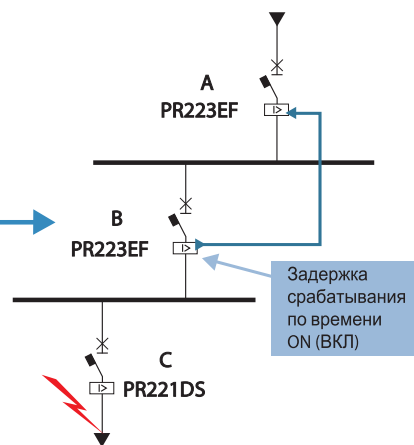 A
PR223EF
I>
B
PR223EF
I>
Задержка
срабатывания
по времени
ON (ВКЛ)
C
PR221DS
I>